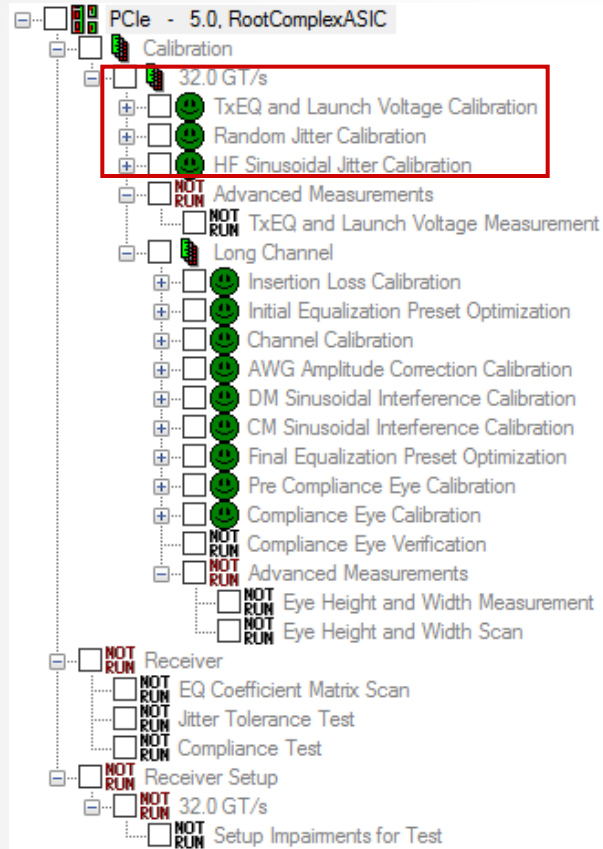 PCIe - 5.0, RootComplexASIC
Calibration
32.0 GT/s
TxEQ and Launch Voltage Calibration
Random Jitter Calibration
HF Sinusoidal Jitter Calibration
NOT RUN Advanced Measurements
NOT RUN TxEQ and Launch Voltage Measurement
Long Channel
Insertion Loss Calibration
Initial Equalization Preset Optimization
Channel Calibration
AWG Amplitude Correction Calibration
DM Sinusoidal Interference Calibration
CM Sinusoidal Interference Calibration
Final Equalization Preset Optimization
Pre Compliance Eye Calibration
Compliance Eye Calibration
NOT RUN Compliance Eye Verification
NOT RUN Advanced Measurements
NOT RUN Eye Height and Width Measurement
NOT RUN Eye Height and Width Scan
NOT RUN Receiver
NOT RUN EQ Coefficient Matrix Scan
NOT RUN Jitter Tolerance Test
NOT RUN Compliance Test
NOT RUN Receiver Setup
NOT RUN 32.0 GT/s
NOT RUN Setup Impairments for Test